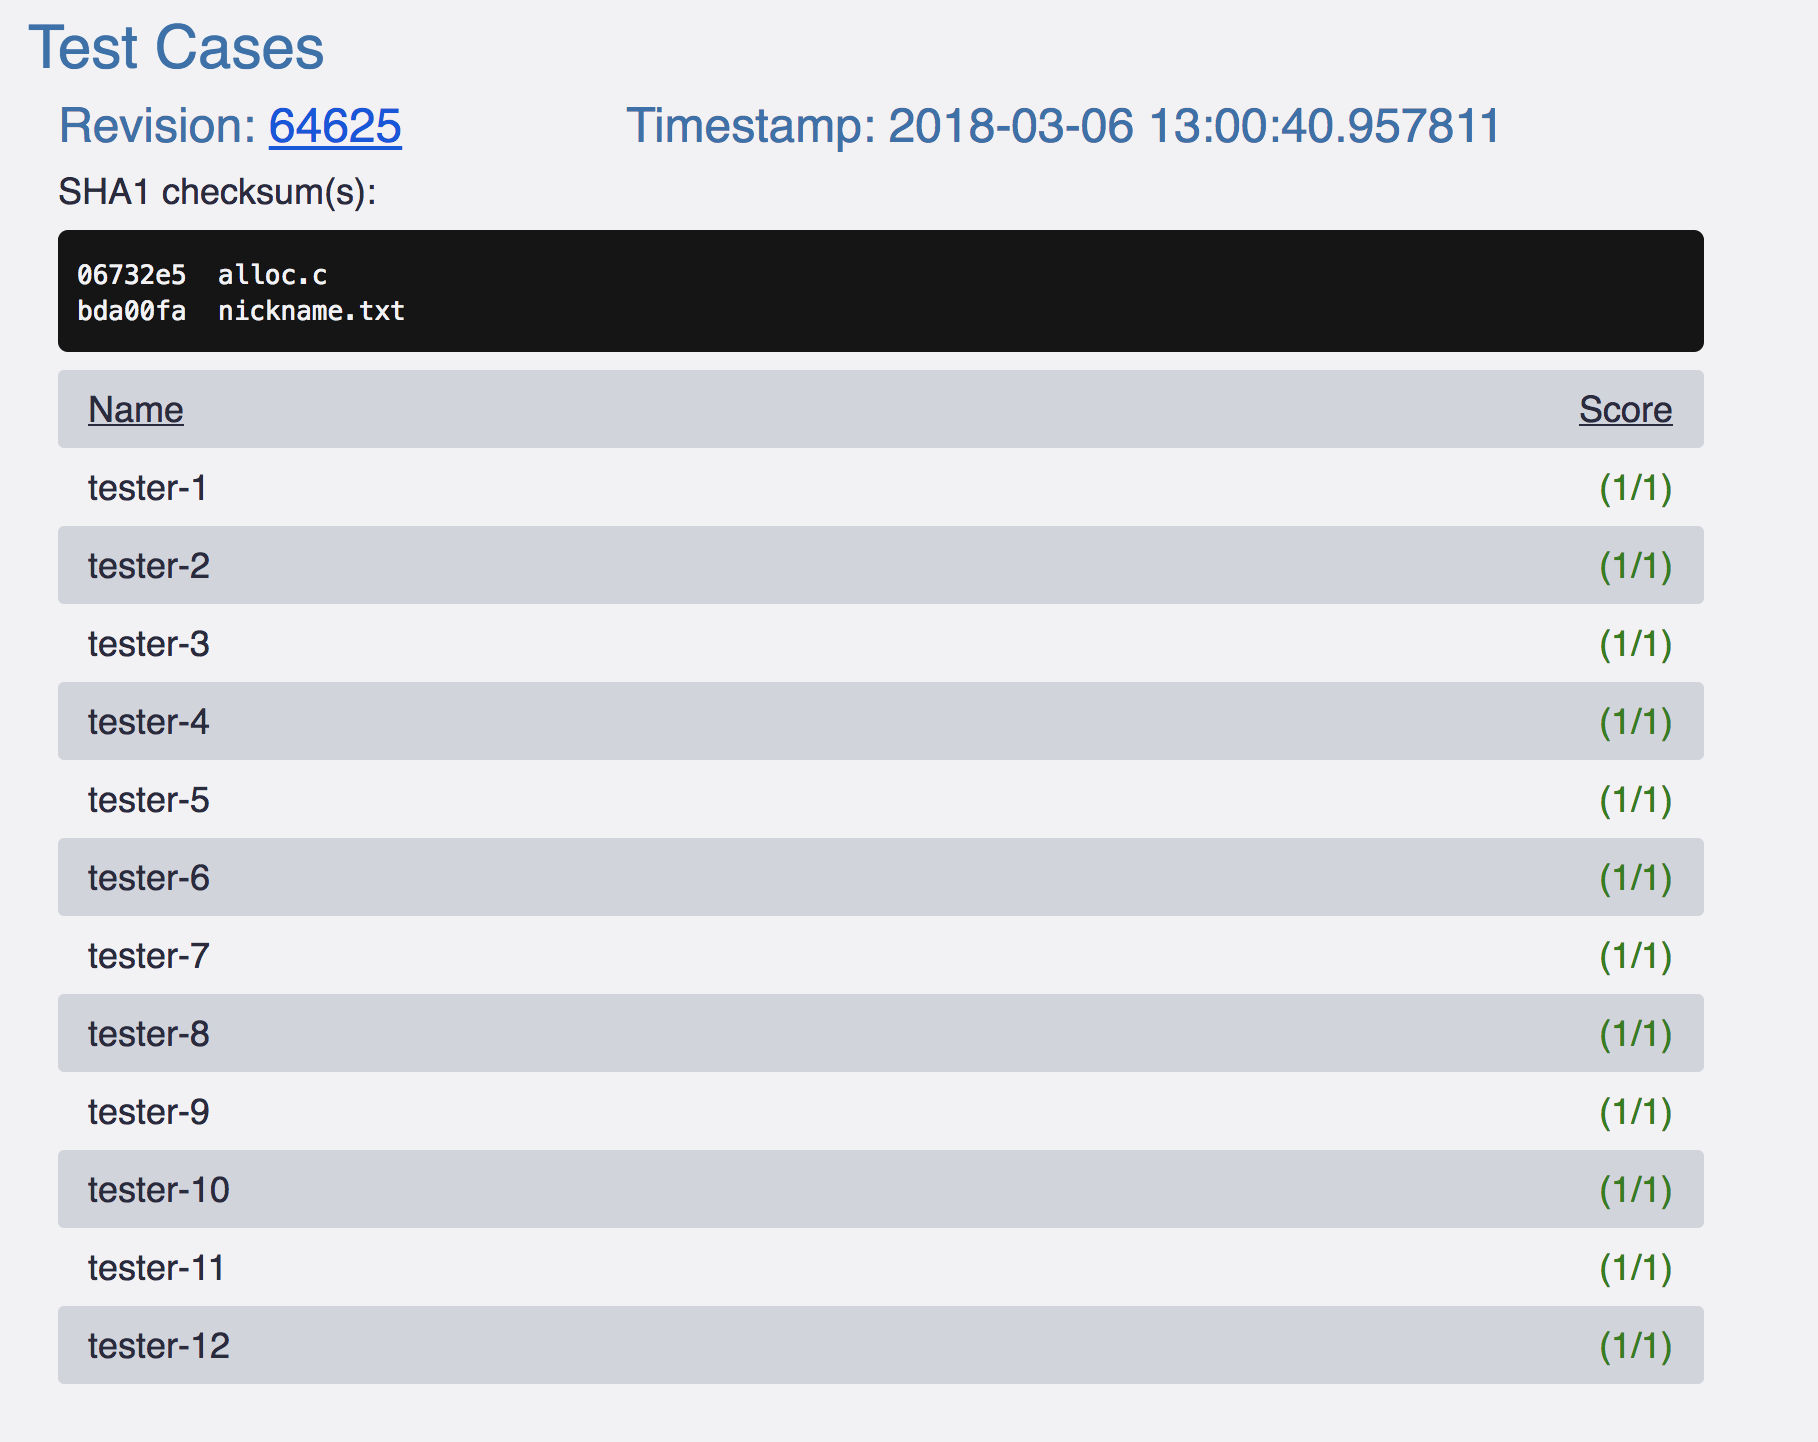 Test Cases
Revision: 64625 Timestamp: 2018-03-06 13:00:40.957811
SHA1 checksum(s):
06732e5 alloc.c
bda00fa nickname.txt
Name Score
tester-1 (1/1)
tester-2 (1/1)
tester-3 (1/1)
tester-4 (1/1)
tester-5 (1/1)
tester-6 (1/1)
tester-7 (1/1)
tester-8 (1/1)
tester-9 (1/1)
tester-10 (1/1)
tester-11 (1/1)
tester-12 (1/1)